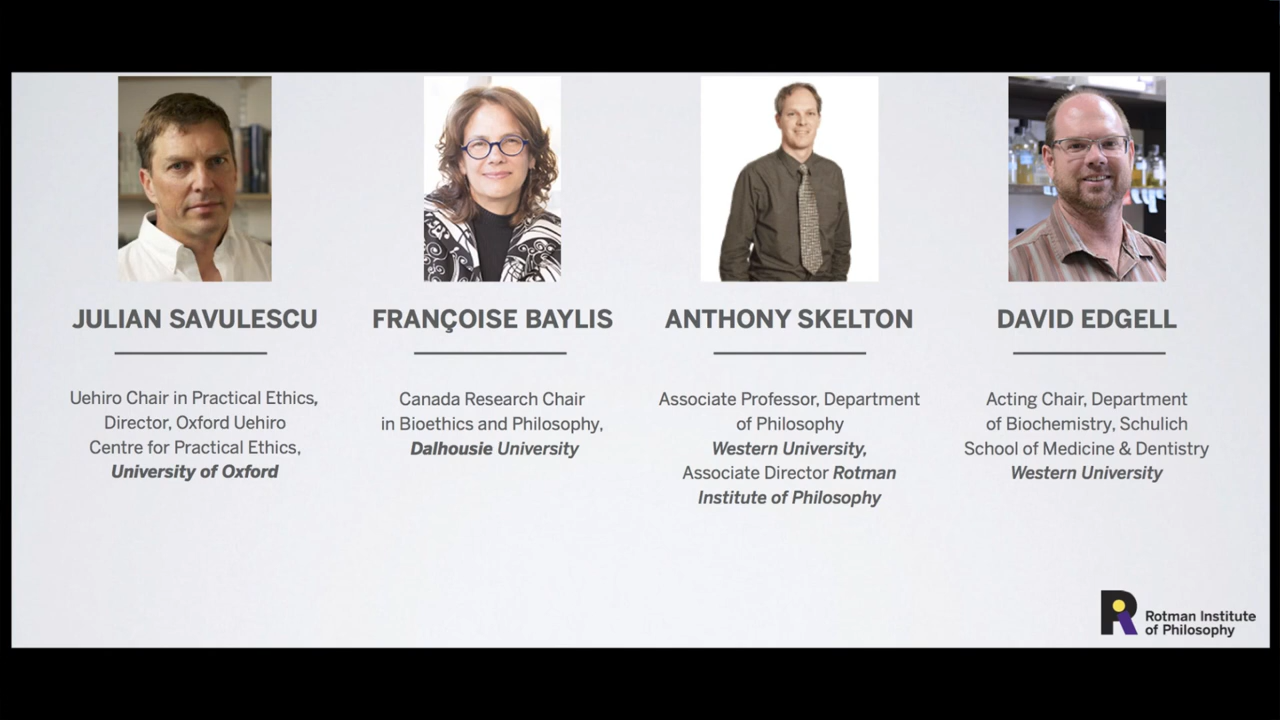 JULIAN SAVULESCU
Uehiro Chair in Practical Ethics,
Director, Oxford Uehiro
Centre for Practical Ethics,
University of Oxford
FRANÇOISE BAYLIS
Canada Research Chair
in Bioethics and Philosophy,
Dalhousie University
ANTHONY SKELTON
Associate Professor, Department
of Philosophy
Western University,
Associate Director Rotman
Institute of Philosophy
DAVID EDGELL
Acting Chair, Department
of Biochemistry, Schulich
School of Medicine & Dentistry
Western University
R
Rotman Institute
of Philosophy